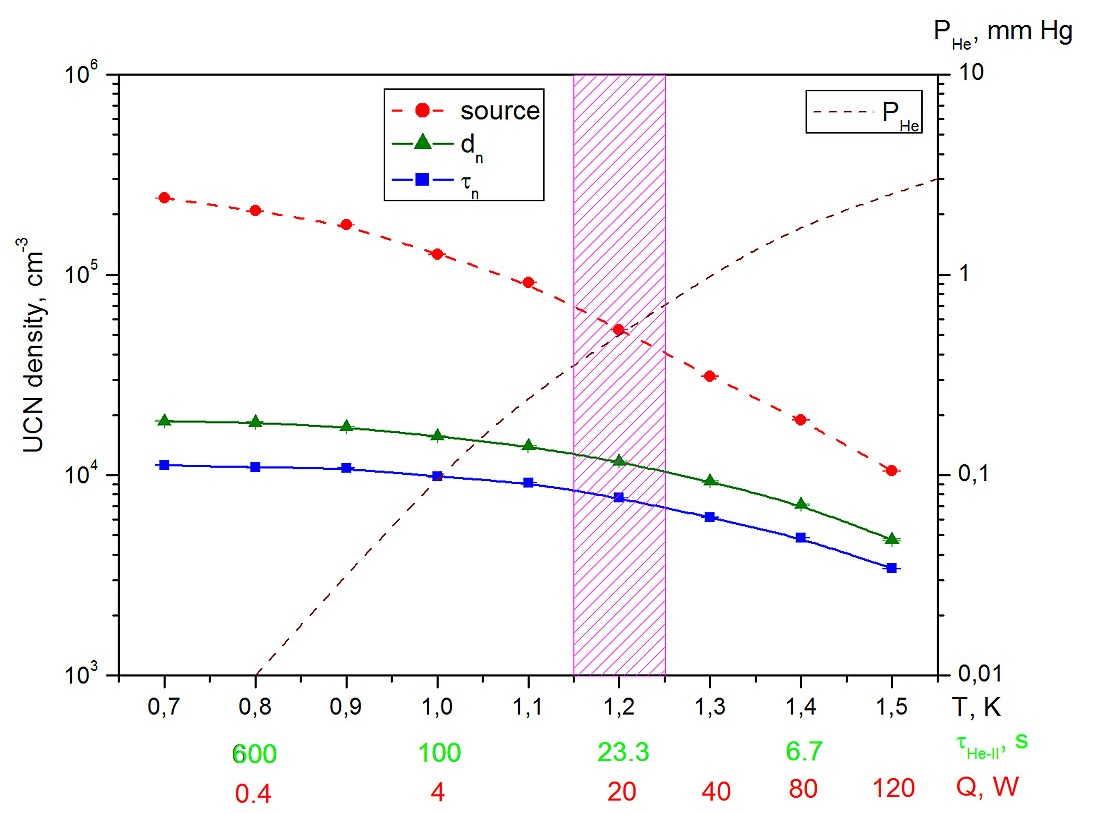 P_He, mm Hg
10^6
10
source
d_n
τ_n
P_He
UCN density, cm^-3
10^5
1
10^4
0,1
10^3
0,01
0,7 0,8 0,9 1,0 1,1 1,2 1,3 1,4 1,5 T, K
600 100 23.3 6.7 τ_He-II, s
0.4 4 20 40 80 120 Q, W